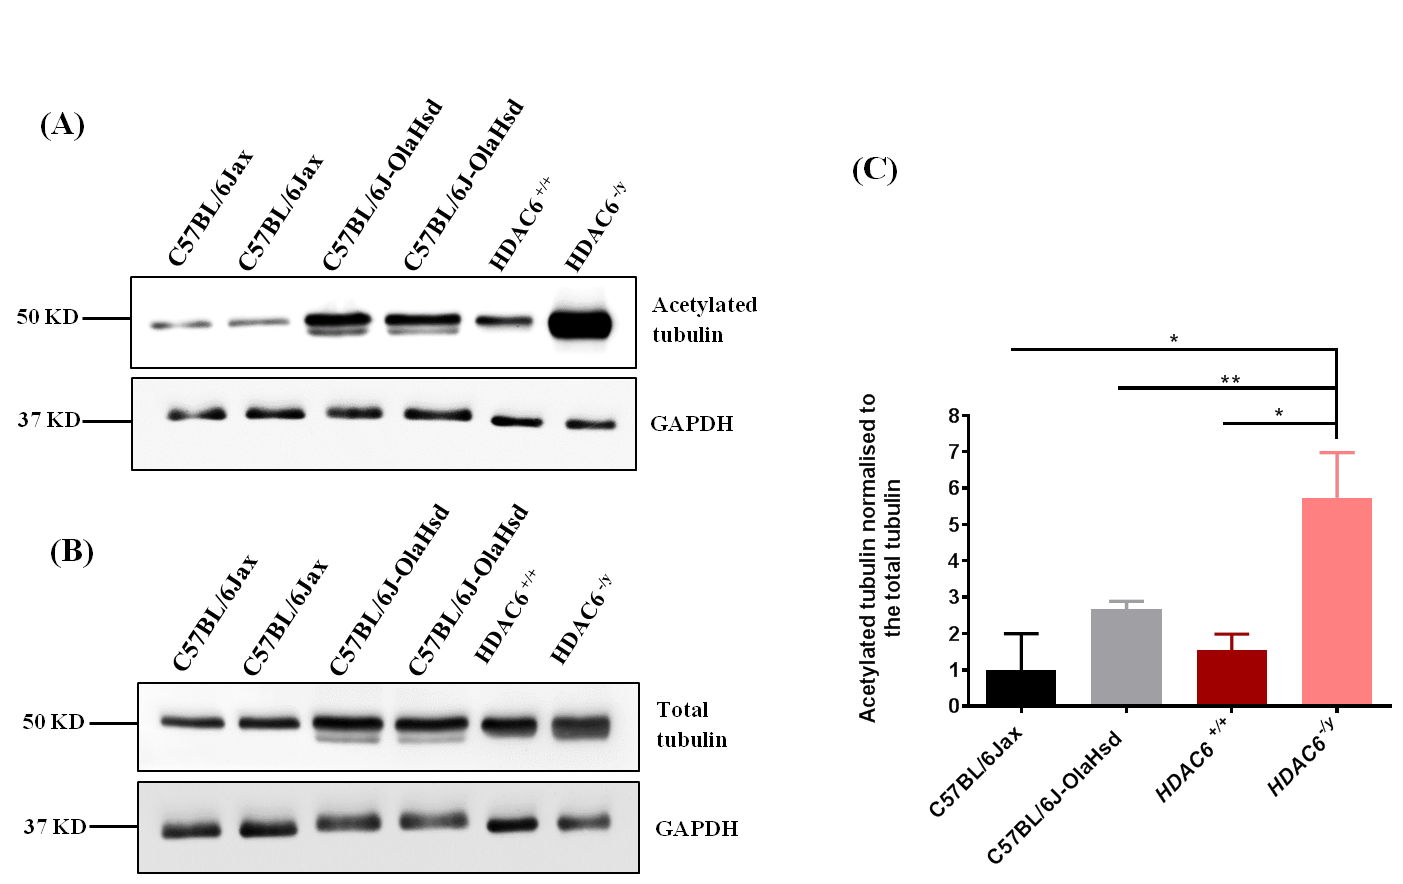 (A)
C57BL/6Jax
C57BL/6Jax
C57BL/6J-OlaHsd
C57BL/6J-OlaHsd
HDAC6+/+
HDAC6-/y
50 KD
Acetylated
tubulin
37 KD
GAPDH
(B)
C57BL/6Jax
C57BL/6Jax
C57BL/6J-OlaHsd
C57BL/6J-OlaHsd
HDAC6+/+
HDAC6-/y
50 KD
Total
tubulin
37 KD
GAPDH
(C)
*
**
*
Acetylated tubulin normalised to
the total tubulin
8
7
6
5
4
3
2
1
0
C57BL/6Jax
C57BL/6J-OlaHsd
HDAC6+/+
HDAC6-/y